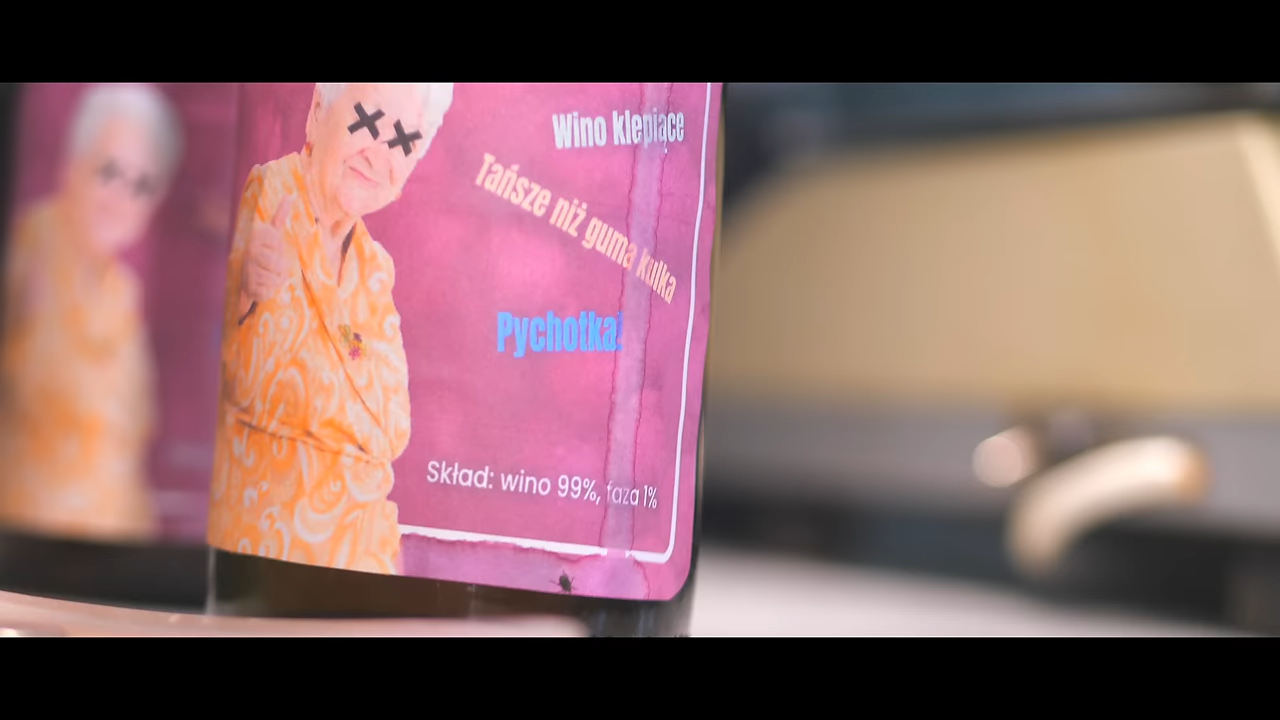 Wino klepiące
Tańsze niż guma kulka
Pychotka!
Skład: wino 99%, faza 1%